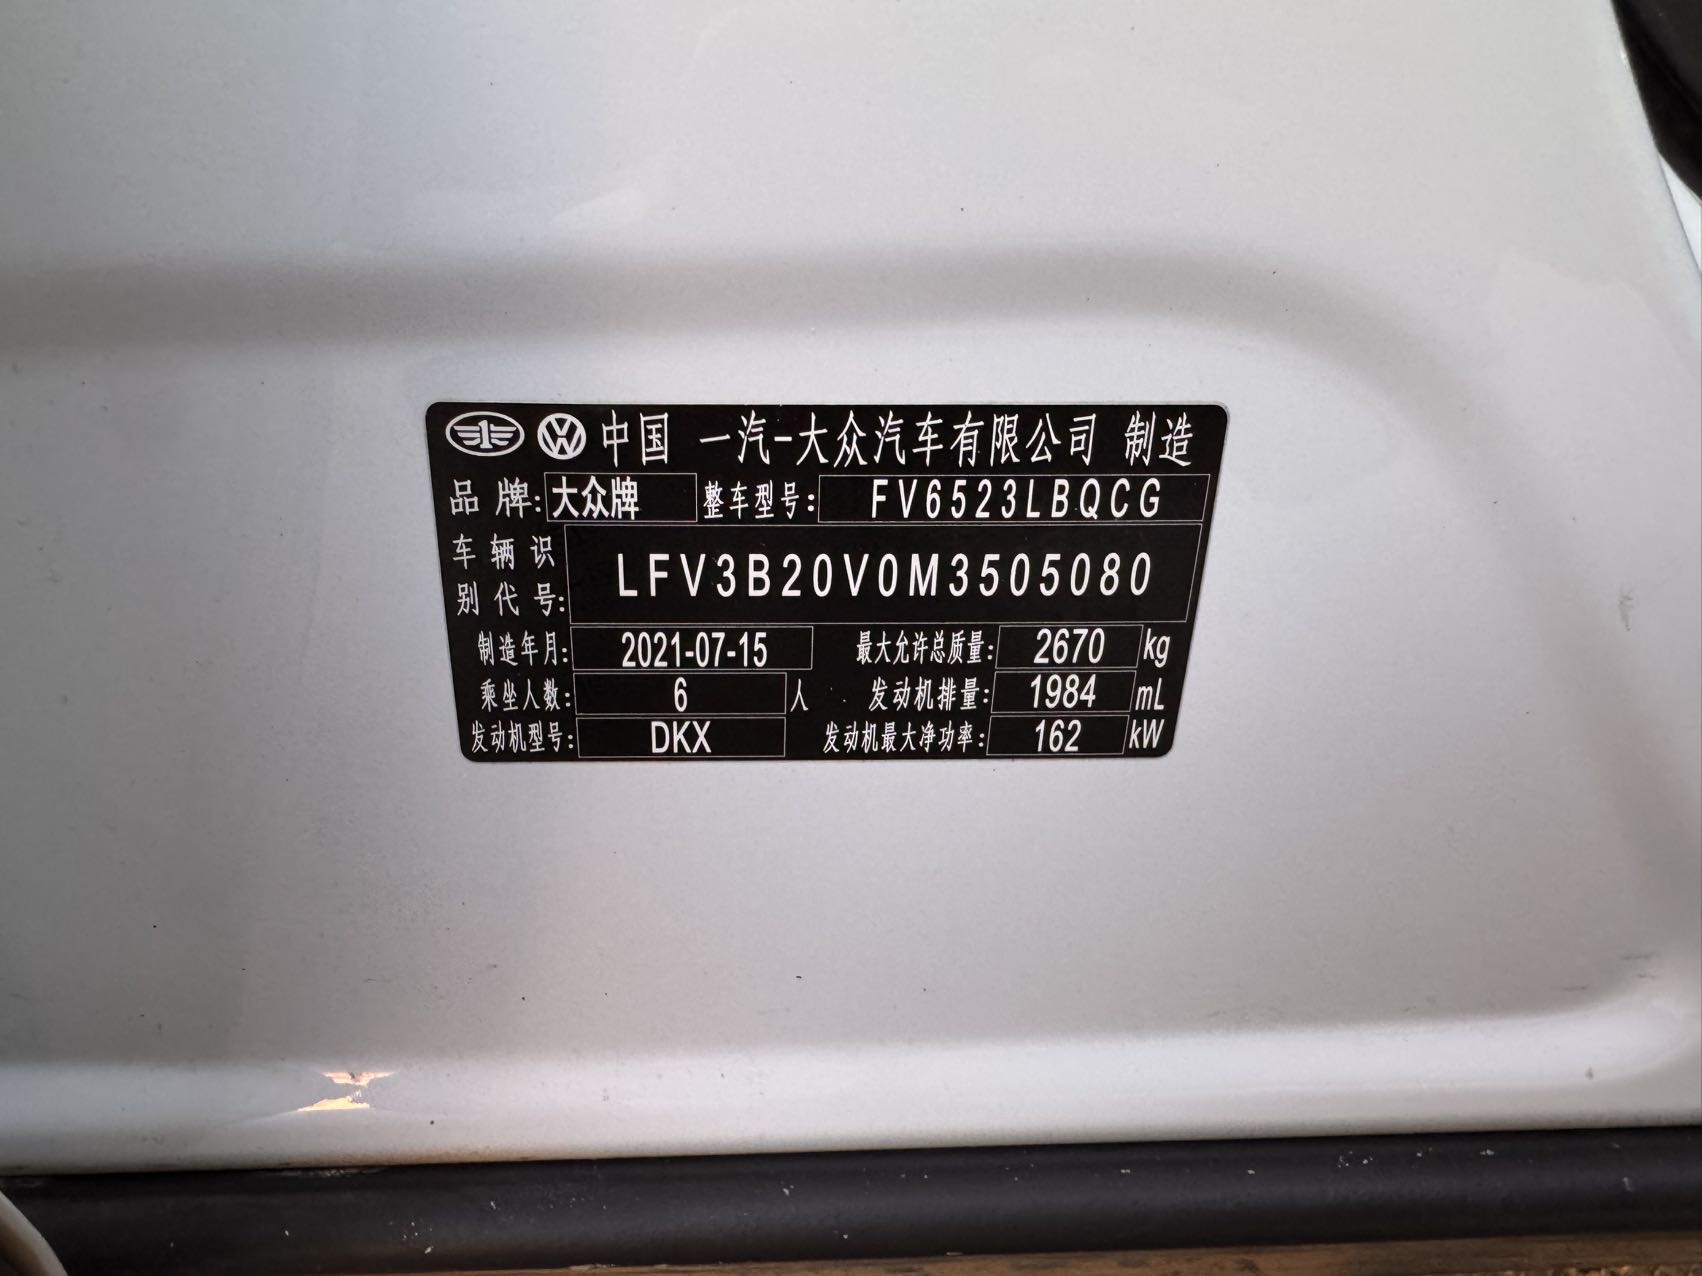 中国 一汽-大众汽车有限公司 制造
品牌: 大众牌 整车型号: FV6523LBQCG
车辆识别代号: LFV3B20V0M3505080
制造年月: 2021-07-15 最大允许总质量: 2670 kg
乘坐人数: 6 人 发动机排量: 1984 mL
发动机型号: DKX 发动机最大净功率: 162 kW